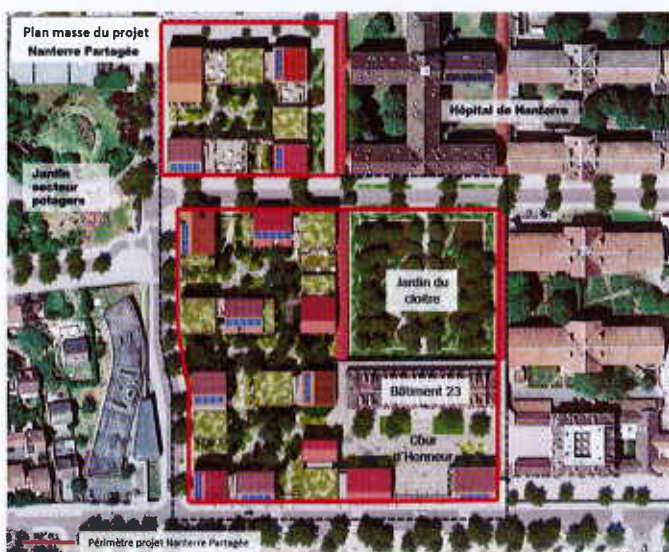 Plan masse du projet
Nanterre Partagée
Hôpital de Nanterre
Jardin
secteur
potagers
Jardin du
cloître
Bâtiment 23
Cour
d'Honneur
Périmètre projet Nanterre Partagée